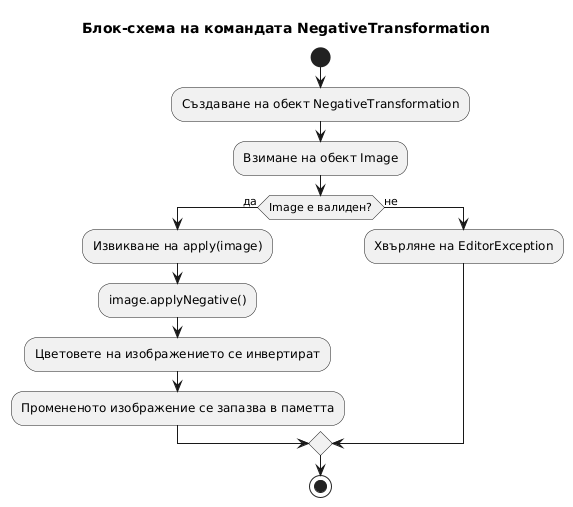 Блок-схема на командата NegativeTransformation
Създаване на обект NegativeTransformation
Взимане на обект Image
Image е валиден?
да
не
Извикване на apply(image)
Хвърляне на EditorException
image.applyNegative()
Цветовете на изображението се инвертират
Промененото изображение се запазва в паметта